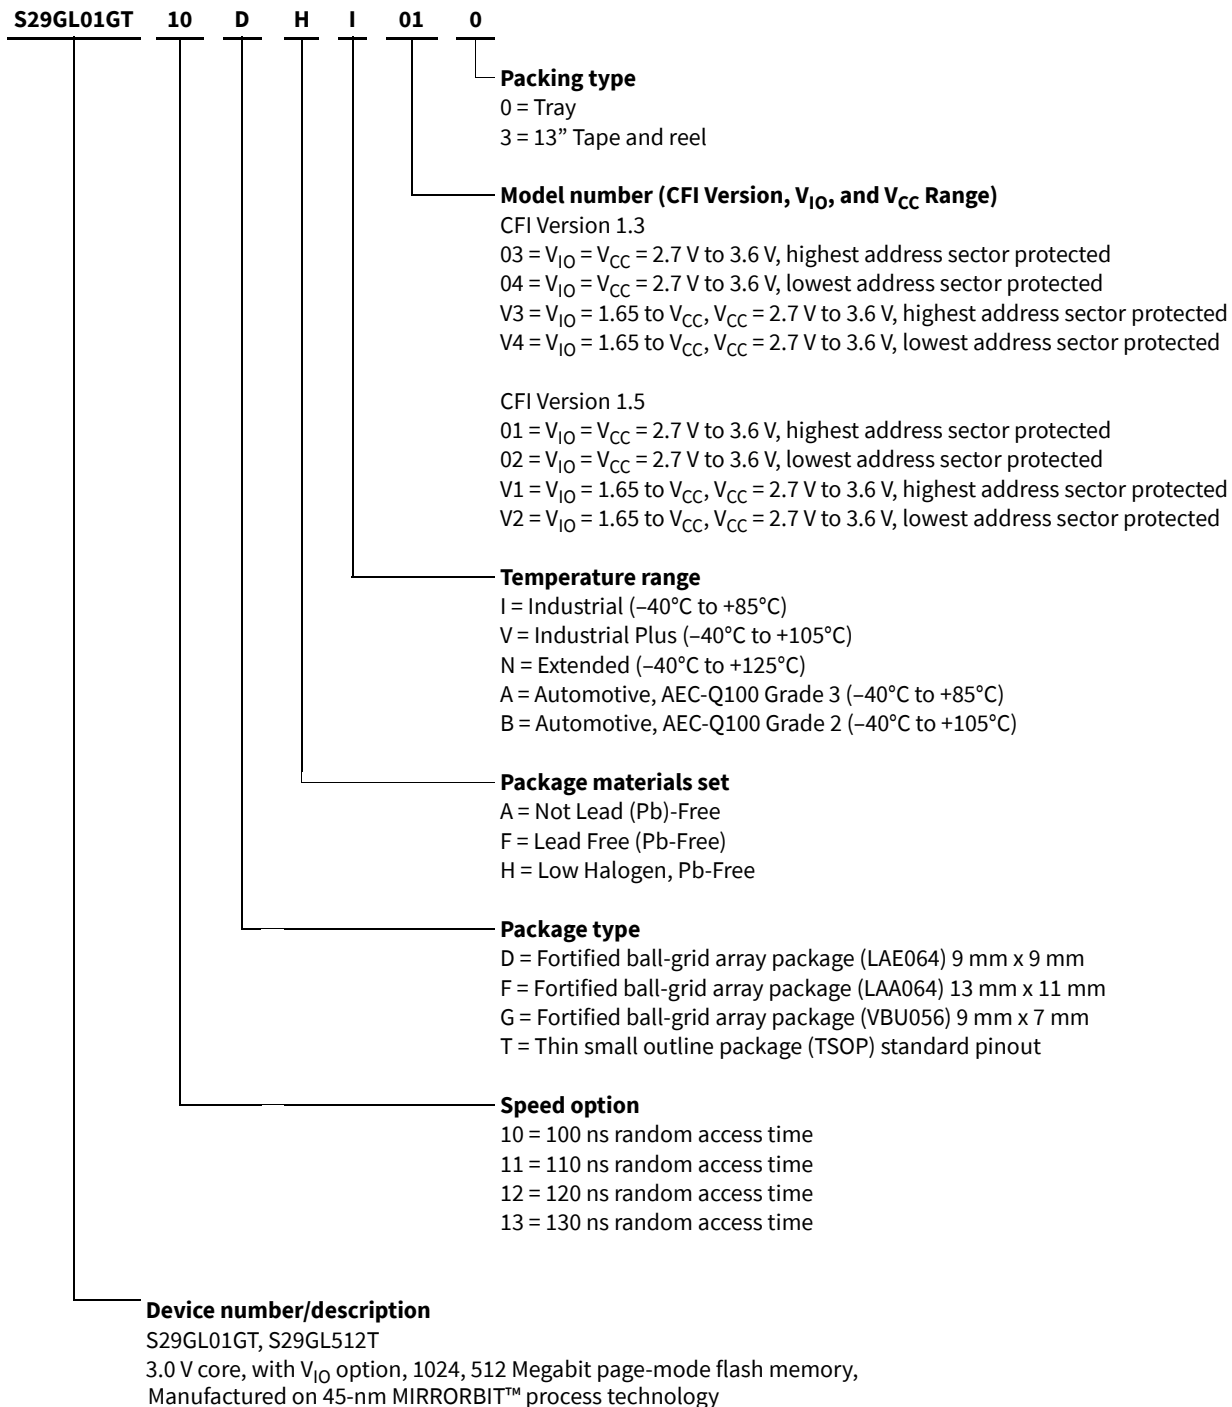 S29GL01GT 10 D H I 01 0
Packing type
0 = Tray
3 = 13” Tape and reel
Model number (CFI Version, VIO, and VCC Range)
CFI Version 1.3
03 = VIO = VCC = 2.7 V to 3.6 V, highest address sector protected
04 = VIO = VCC = 2.7 V to 3.6 V, lowest address sector protected
V3 = VIO = 1.65 to VCC, VCC = 2.7 V to 3.6 V, highest address sector protected
V4 = VIO = 1.65 to VCC, VCC = 2.7 V to 3.6 V, lowest address sector protected
CFI Version 1.5
01 = VIO = VCC = 2.7 V to 3.6 V, highest address sector protected
02 = VIO = VCC = 2.7 V to 3.6 V, lowest address sector protected
V1 = VIO = 1.65 to VCC, VCC = 2.7 V to 3.6 V, highest address sector protected
V2 = VIO = 1.65 to VCC, VCC = 2.7 V to 3.6 V, lowest address sector protected
Temperature range
I = Industrial (–40°C to +85°C)
V = Industrial Plus (–40°C to +105°C)
N = Extended (–40°C to +125°C)
A = Automotive, AEC-Q100 Grade 3 (–40°C to +85°C)
B = Automotive, AEC-Q100 Grade 2 (–40°C to +105°C)
Package materials set
A = Not Lead (Pb)-Free
F = Lead Free (Pb-Free)
H = Low Halogen, Pb-Free
Package type
D = Fortified ball-grid array package (LAE064) 9 mm x 9 mm
F = Fortified ball-grid array package (LAA064) 13 mm x 11 mm
G = Fortified ball-grid array package (VBU056) 9 mm x 7 mm
T = Thin small outline package (TSOP) standard pinout
Speed option
10 = 100 ns random access time
11 = 110 ns random access time
12 = 120 ns random access time
13 = 130 ns random access time
Device number/description
S29GL01GT, S29GL512T
3.0 V core, with VIO option, 1024, 512 Megabit page-mode flash memory,
Manufactured on 45-nm MIRRORBIT™ process technology